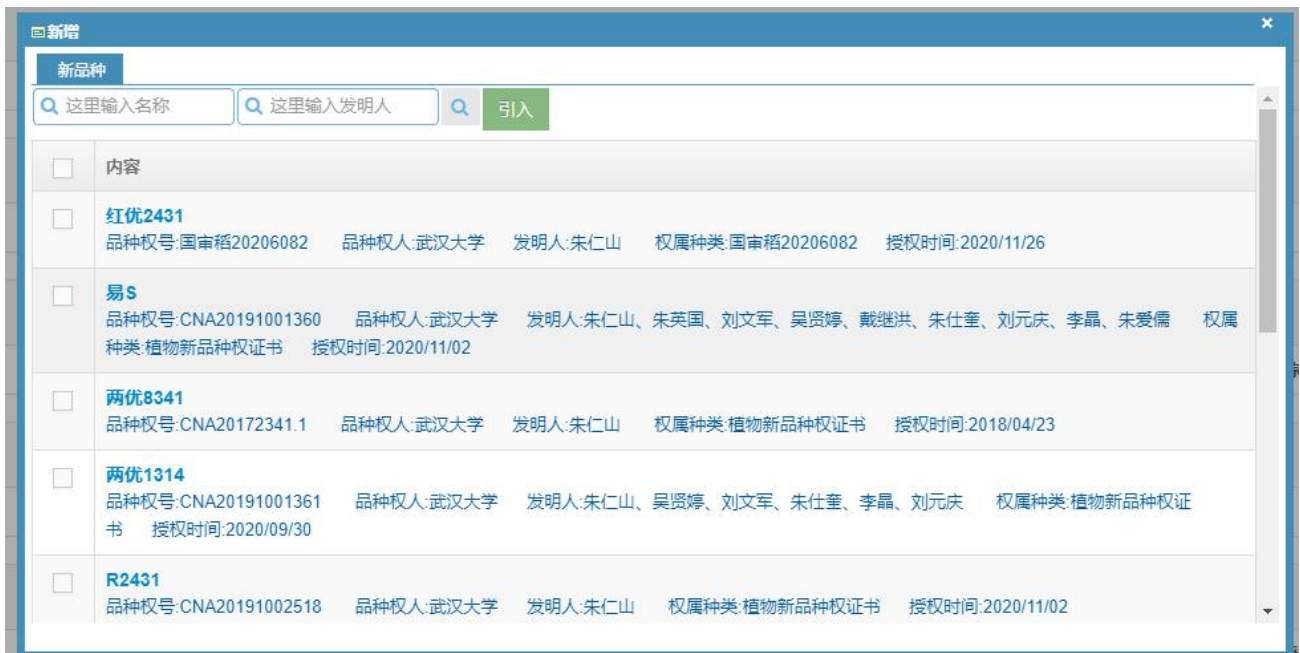 新增
×
新品种
这里输入名称 这里输入发明人 引入
内容
红优2431
品种权号:国审稻20206082 品种权人:武汉大学 发明人:朱仁山 权属种类:国审稻20206082 授权时间:2020/11/26
易S
品种权号:CNA20191001360 品种权人:武汉大学 发明人:朱仁山、朱英国、刘文军、吴贤婷、戴继洪、朱仕奎、刘元庆、李晶、朱爱儒 权属
种类:植物新品种权证书 授权时间:2020/11/02
两优8341
品种权号:CNA20172341.1 品种权人:武汉大学 发明人:朱仁山 权属种类:植物新品种权证书 授权时间:2018/04/23
两优1314
品种权号:CNA20191001361 品种权人:武汉大学 发明人:朱仁山、吴贤婷、刘文军、朱仕奎、李晶、刘元庆 权属种类:植物新品种权证
书 授权时间:2020/09/30
R2431
品种权号:CNA20191002518 品种权人:武汉大学 发明人:朱仁山 权属种类:植物新品种权证书 授权时间:2020/11/02